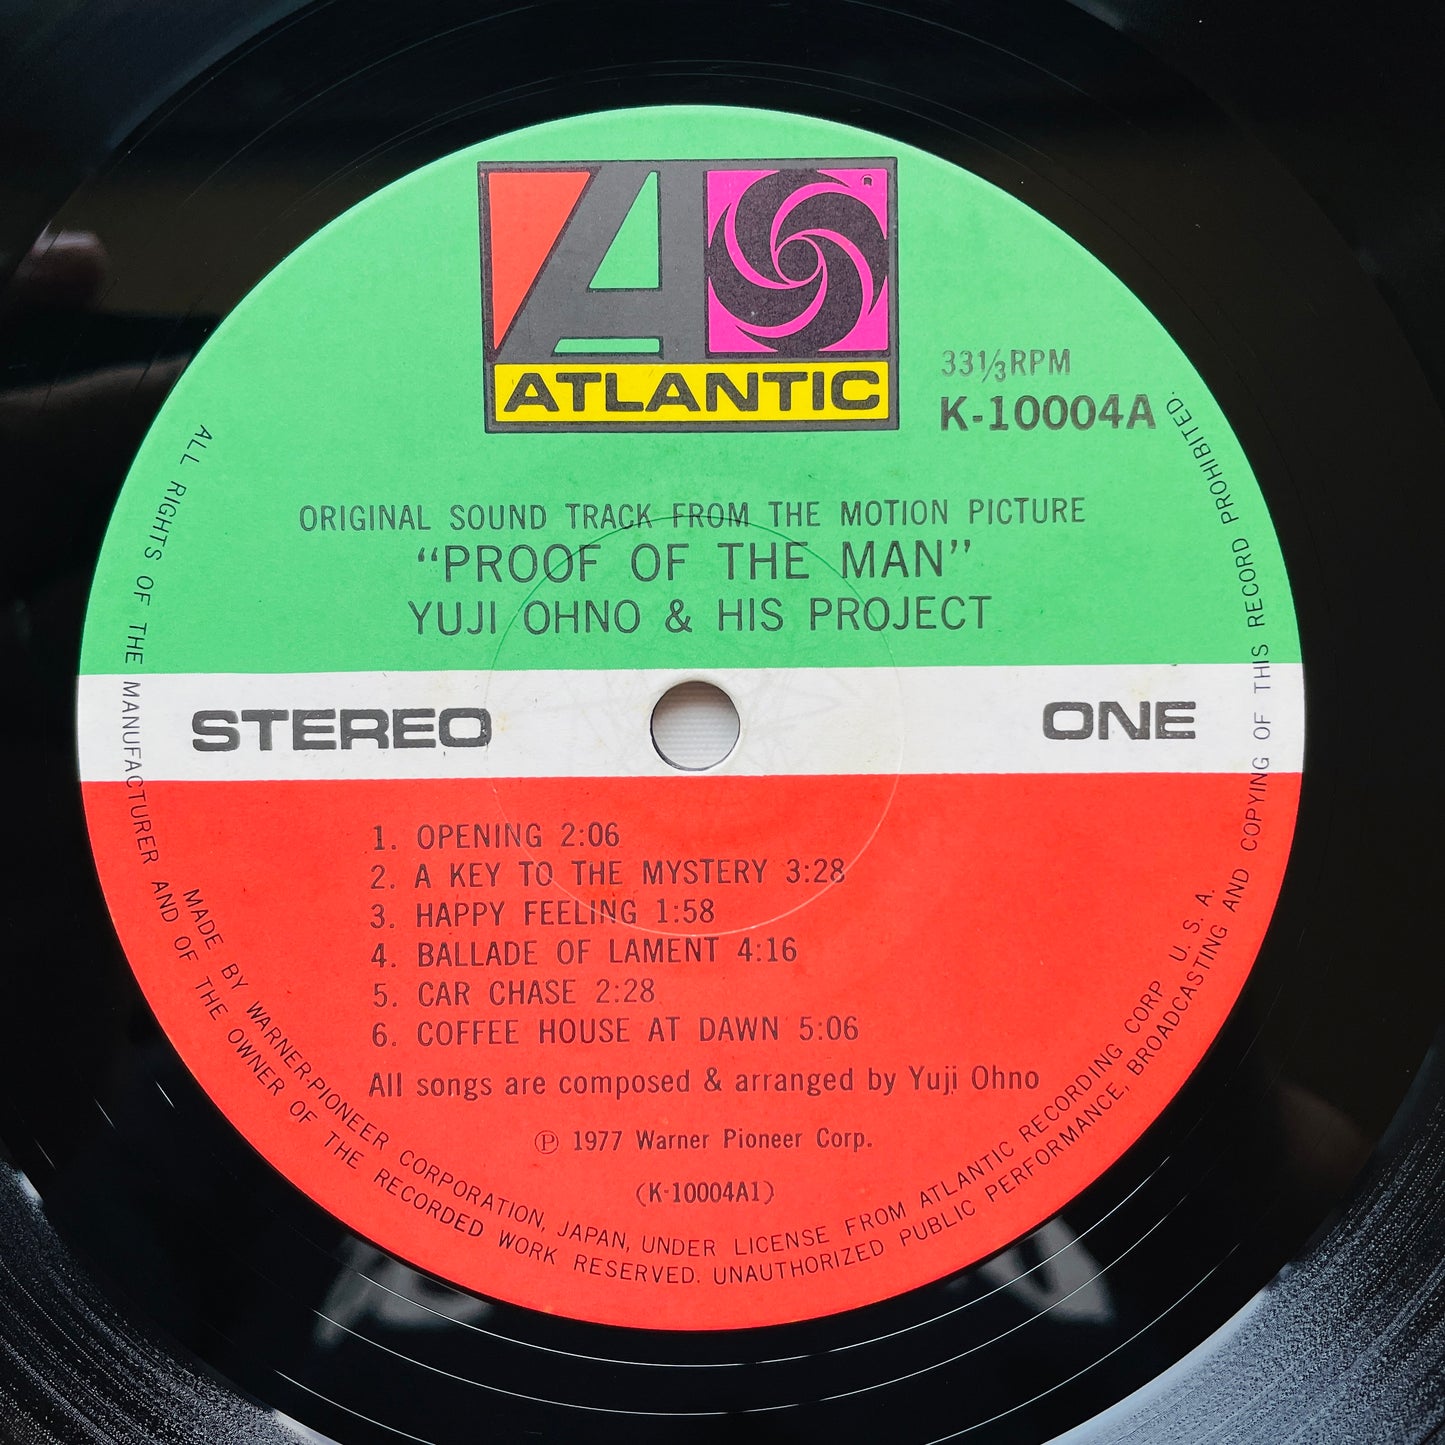 ATLANTIC
33 1/3 RPM
K-10004A
ORIGINAL SOUND TRACK FROM THE MOTION PICTURE
"PROOF OF THE MAN"
YUJI OHNO & HIS PROJECT
STEREO
ONE
1. OPENING 2:06
2. A KEY TO THE MYSTERY 3:28
3. HAPPY FEELING 1:58
4. BALLADE OF LAMENT 4:16
5. CAR CHASE 2:28
6. COFFEE HOUSE AT DAWN 5:06
All songs are composed & arranged by Yuji Ohno
Ⓟ 1977 Warner Pioneer Corp.
(K-10004A1)
MADE BY WARNER-PIONEER CORPORATION, JAPAN, UNDER LICENSE FROM ATLANTIC RECORDING CORP U. S. A.
ALL RIGHTS OF THE MANUFACTURER AND OF THE OWNER OF THE RECORDED WORK RESERVED. UNAUTHORIZED PUBLIC PERFORMANCE, BROADCASTING AND COPYING OF THIS RECORD PROHIBITED.